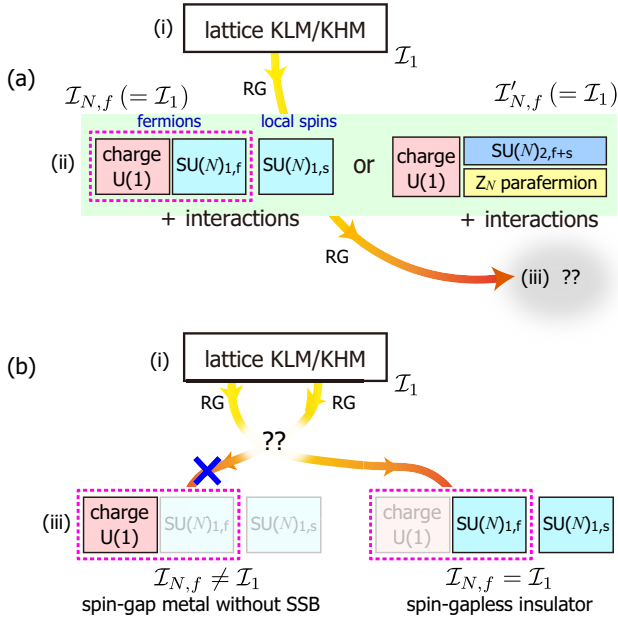 (i) lattice KLM/KHM
$\mathcal{I}_1$
(a)
RG
$\mathcal{I}_{N,f}\,(=\mathcal{I}_1)$
$\mathcal{I}'_{N,f}\,(=\mathcal{I}_1)$
fermions
local spins
(ii)
charge
U(1)
SU(N)1,f
SU(N)1,s
or
charge
U(1)
SU(N)2,f+s
ZN parafermion
+ interactions
+ interactions
RG
(iii) ??
(b)
(i) lattice KLM/KHM
$\mathcal{I}_1$
RG
RG
??
(iii)
charge
U(1)
SU(N)1,f
SU(N)1,s
charge
U(1)
SU(N)1,f
SU(N)1,s
$\mathcal{I}_{N,f} \neq \mathcal{I}_1$
$\mathcal{I}_{N,f} = \mathcal{I}_1$
spin-gap metal without SSB
spin-gapless insulator